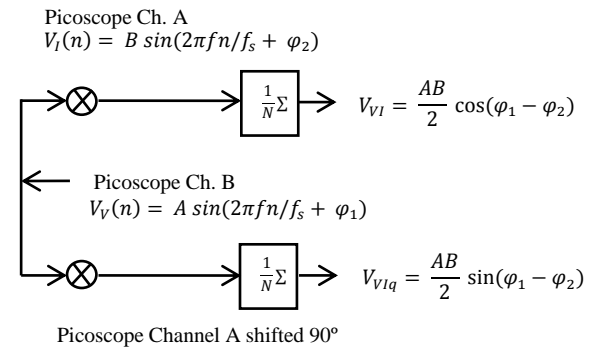 Picoscope Ch. A
V_I(n) = B sin(2πfn/f_s + φ_2)
1/N Σ
V_VI = AB/2 cos(φ_1 − φ_2)
Picoscope Ch. B
V_V(n) = A sin(2πfn/f_s + φ_1)
1/N Σ
V_VIq = AB/2 sin(φ_1 − φ_2)
Picoscope Channel A shifted 90º